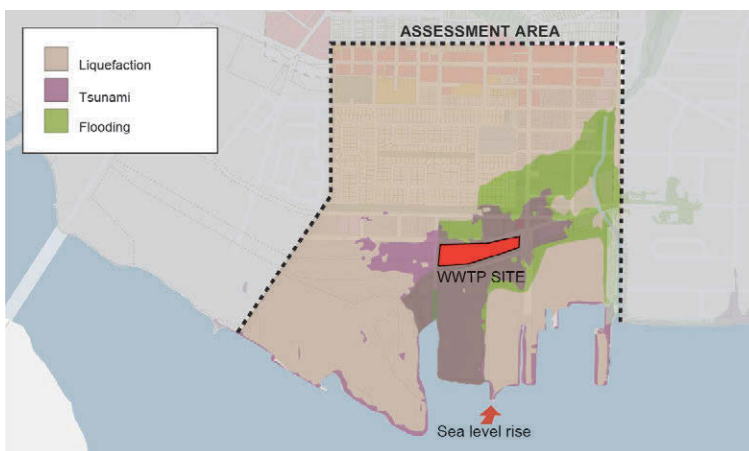 ASSESSMENT AREA
Liquefaction
Tsunami
Flooding
WWTP SITE
Sea level rise